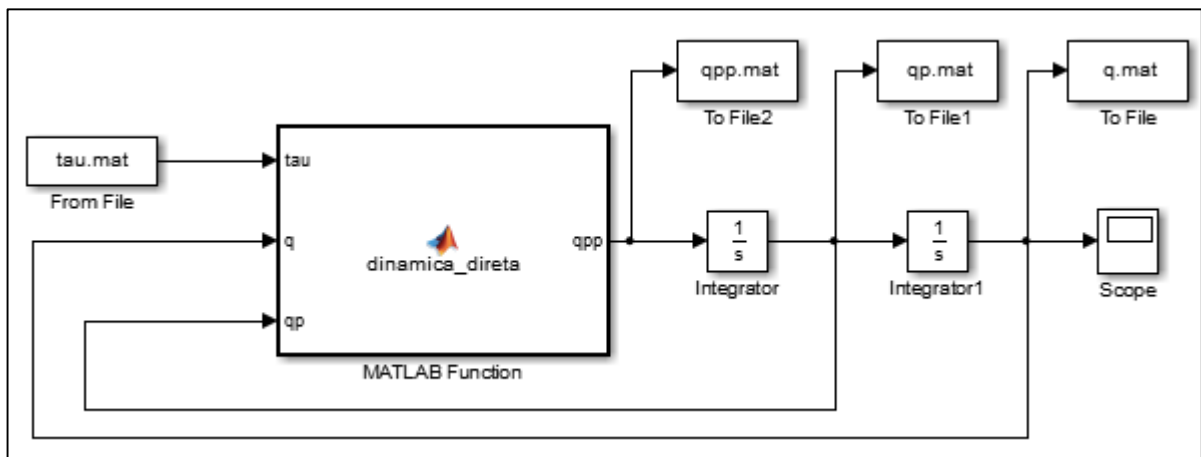 qpp.mat
To File2
qp.mat
To File1
q.mat
To File
tau.mat
From File
tau
q
qp
dinamica_direta
qpp
MATLAB Function
1
s
Integrator
1
s
Integrator1
Scope